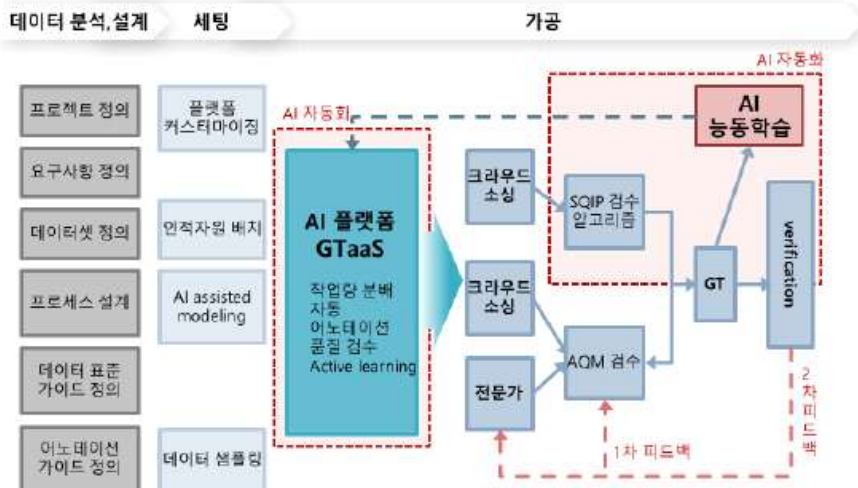 데이터 분석,설계
세팅
가공
AI 자동화
프로젝트 정의
요구사항 정의
데이터셋 정의
프로세스 설계
데이터 표준
가이드 정의
어노테이션
가이드 정의
플랫폼
커스터마이징
인적자원 배치
AI assisted
modeling
데이터 샘플링
AI 자동화
AI 플랫폼
GTaaS
작업량 분배
자동
어노테이션
품질 검수
Active learning
크라우드
소싱
크라우드
소싱
전문가
SQIP 검수
알고리즘
AQM 검수
AI
능동학습
GT
verification
1차 피드백
2
차
피
드
백